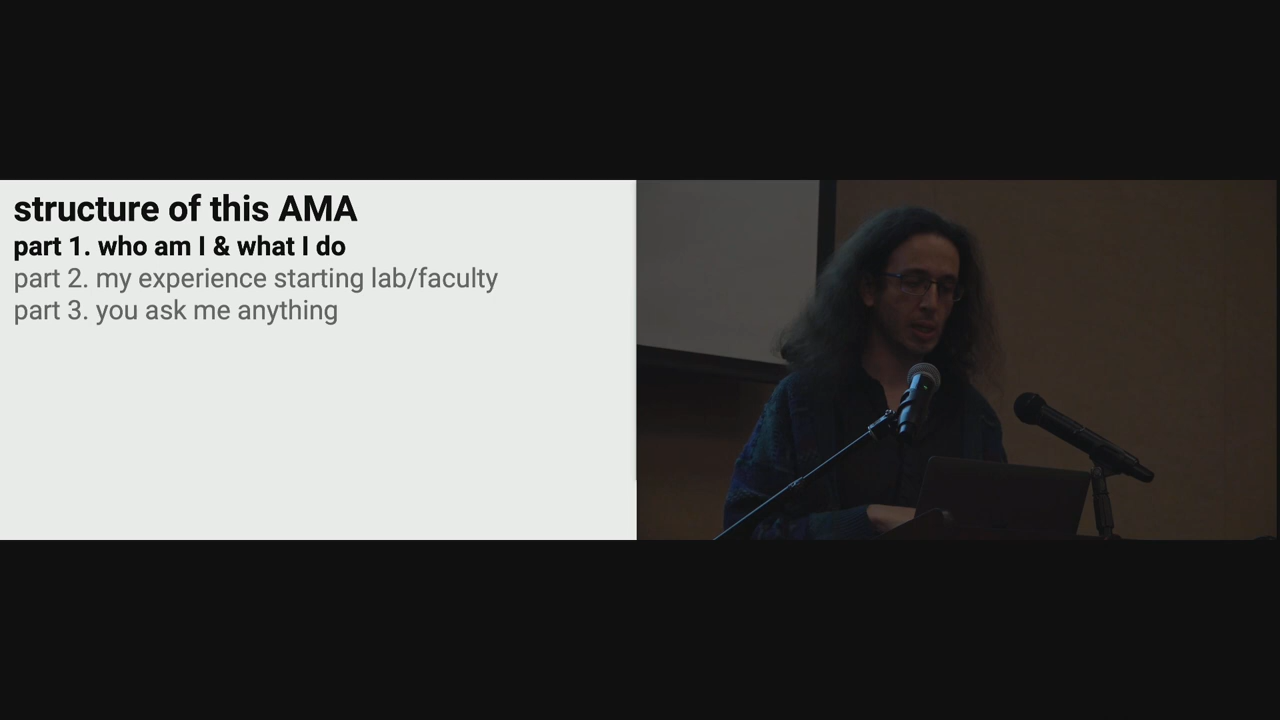 structure of this AMA
part 1. who am I & what I do
part 2. my experience starting lab/faculty
part 3. you ask me anything